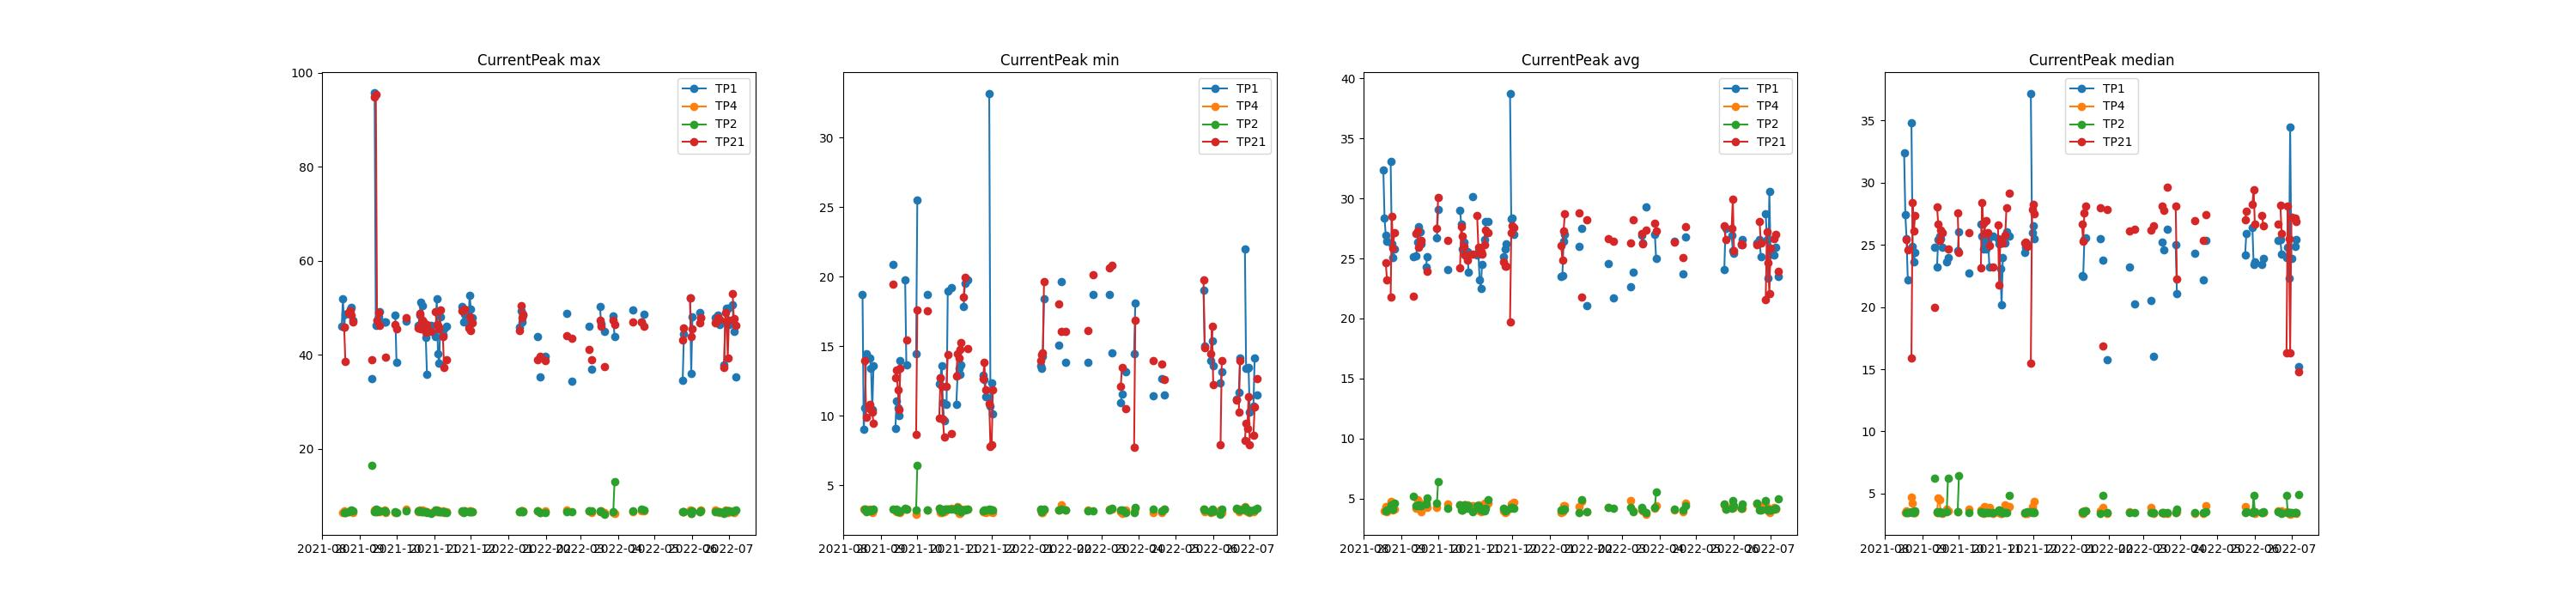 CurrentPeak max
100
80
60
40
20
2021-08 2021-09 2021-10 2021-11 2021-12 2022-01 2022-02 2022-03 2022-04 2022-05 2022-06 2022-07
TP1
TP4
TP2
TP21
CurrentPeak min
30
25
20
15
10
5
2021-08 2021-09 2021-10 2021-11 2021-12 2022-01 2022-02 2022-03 2022-04 2022-05 2022-06 2022-07
TP1
TP4
TP2
TP21
CurrentPeak avg
40
35
30
25
20
15
10
5
2021-08 2021-09 2021-10 2021-11 2021-12 2022-01 2022-02 2022-03 2022-04 2022-05 2022-06 2022-07
TP1
TP4
TP2
TP21
CurrentPeak median
35
30
25
20
15
10
5
2021-08 2021-09 2021-10 2021-11 2021-12 2022-01 2022-02 2022-03 2022-04 2022-05 2022-06 2022-07
TP1
TP4
TP2
TP21